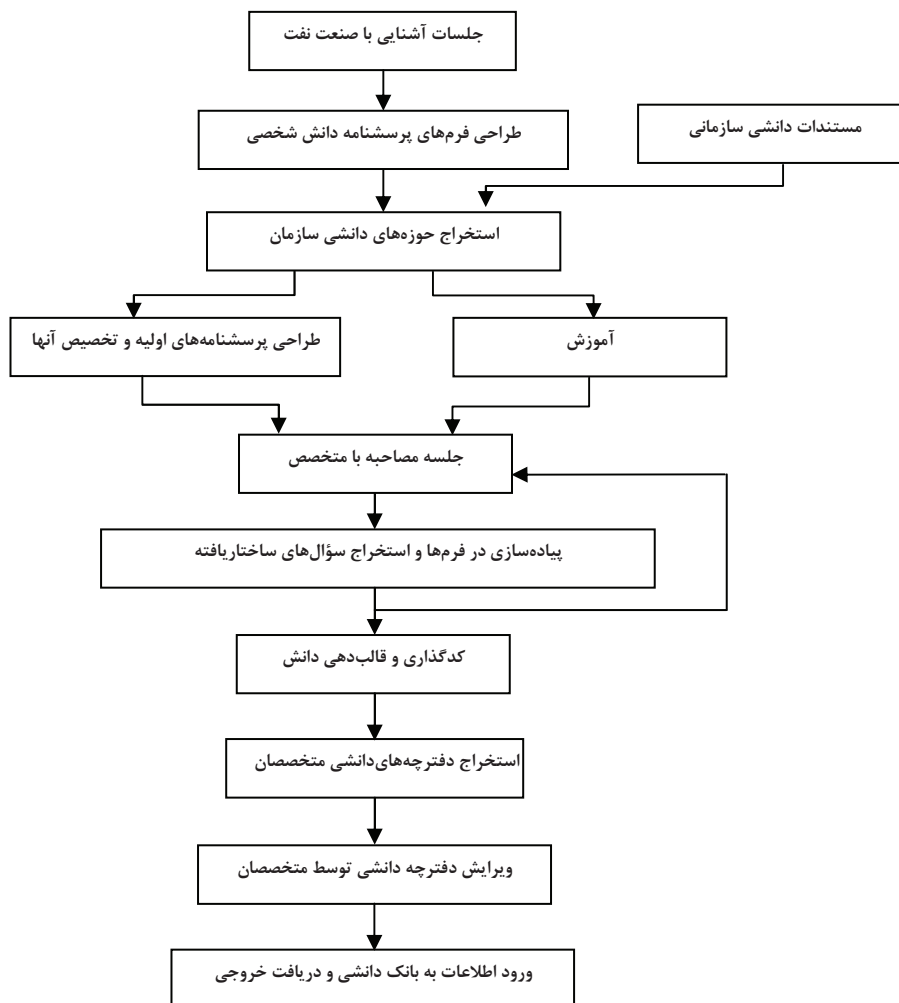 جلسات آشنایی با صنعت نفت
طراحی فرم‌های پرسشنامه دانش شخصی
مستندات دانشی سازمانی
استخراج حوزه‌های دانشی سازمان
آموزش
طراحی پرسشنامه‌های اولیه و تخصیص آنها
جلسه مصاحبه با متخصص
پیاده‌سازی در فرم‌ها و استخراج سؤال‌های ساختاریافته
کدگذاری و قالب‌دهی دانش
استخراج دفترچه‌های‌دانشی متخصصان
ویرایش دفترچه دانشی توسط متخصصان
ورود اطلاعات به بانک دانشی و دریافت خروجی